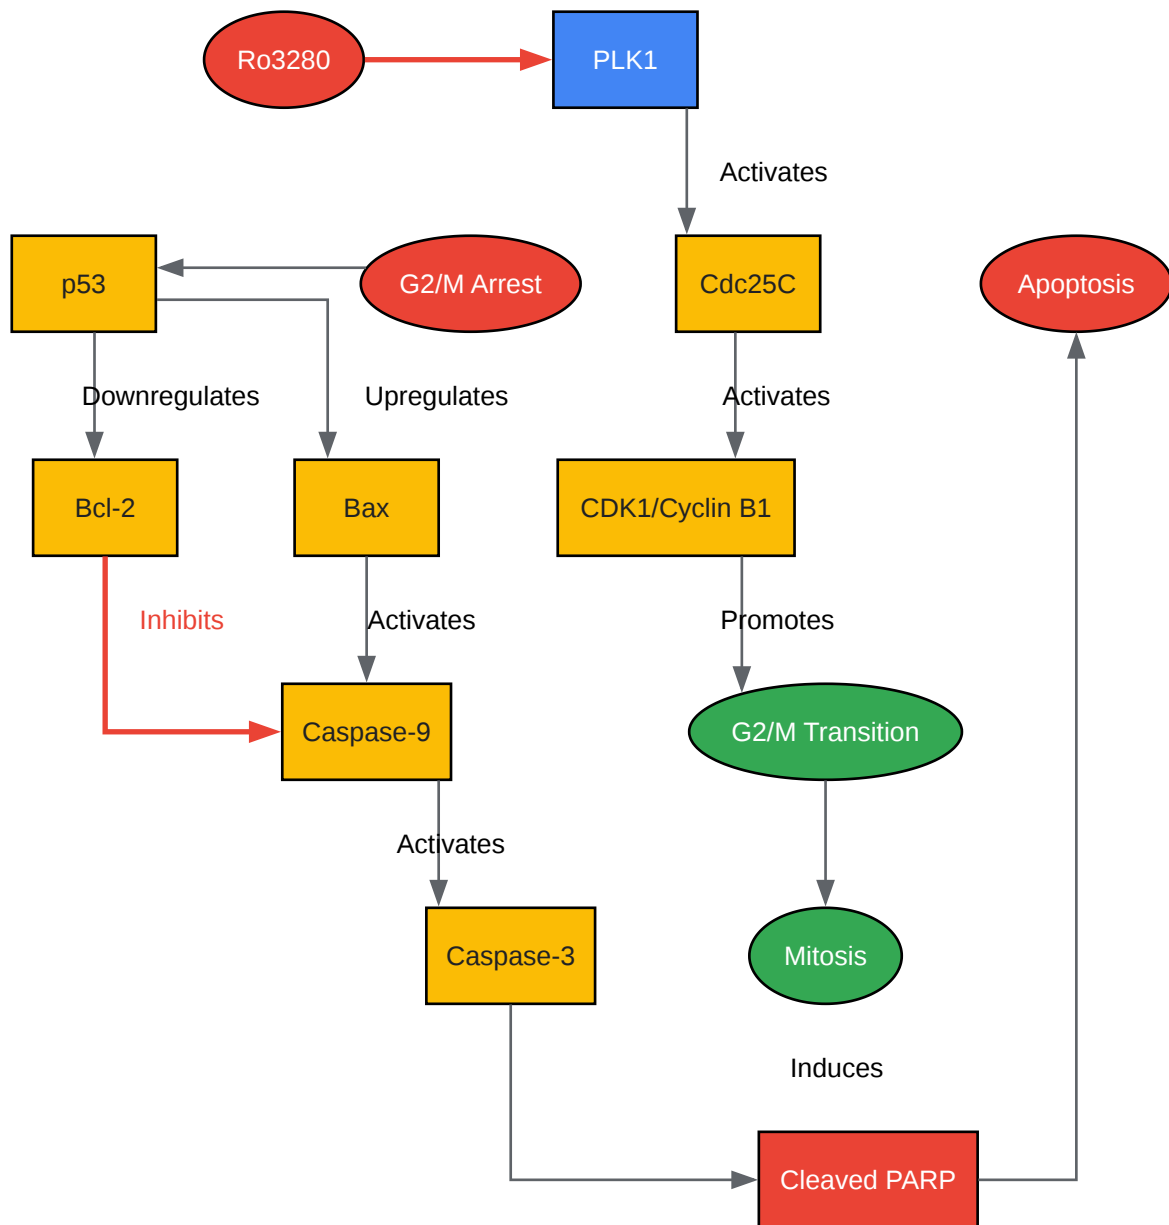 Ro3280
PLK1
Activates
p53
G2/M Arrest
Cdc25C
Apoptosis
Downregulates
Upregulates
Activates
Bcl-2
Bax
CDK1/Cyclin B1
Inhibits
Activates
Promotes
Caspase-9
G2/M Transition
Activates
Caspase-3
Mitosis
Induces
Cleaved PARP